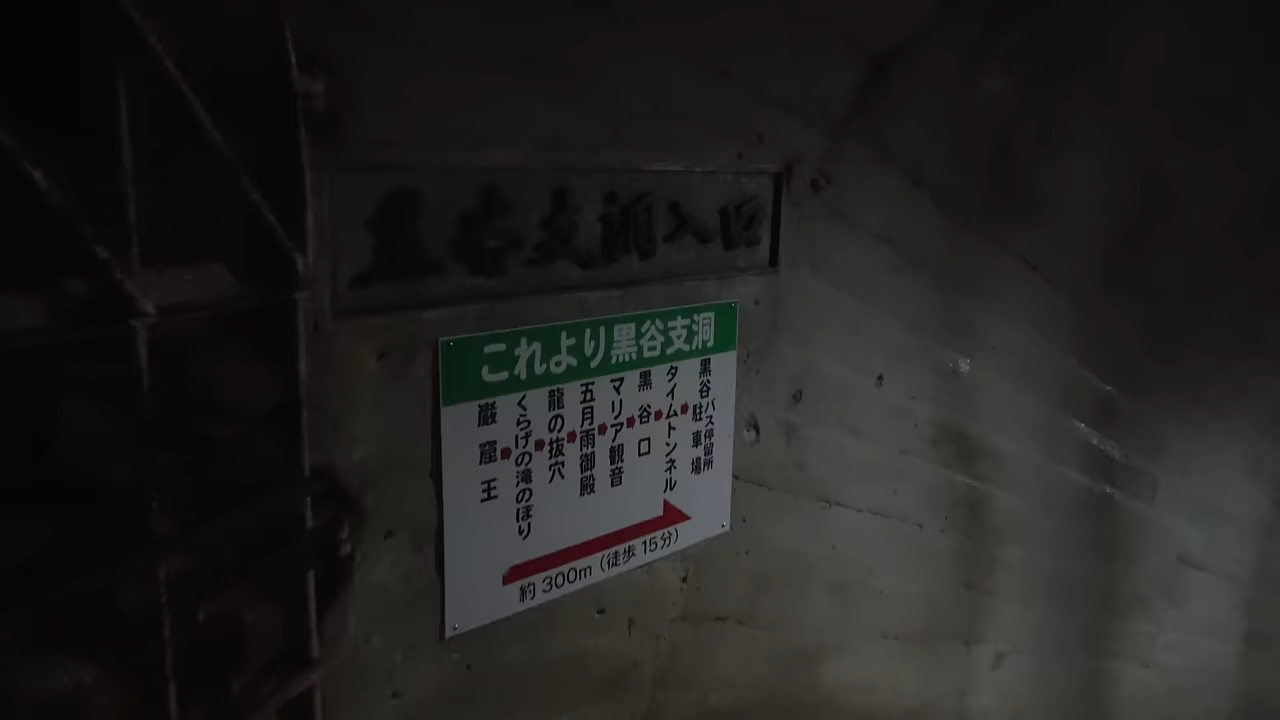 黒谷支洞入口
これより黒谷支洞
巌窟王
くらげの滝のぼり
龍の抜穴
五月雨御殿
マリア観音
黒谷口
タイムトンネル
黒谷バス停留所
駐車場
約300m（徒歩15分）